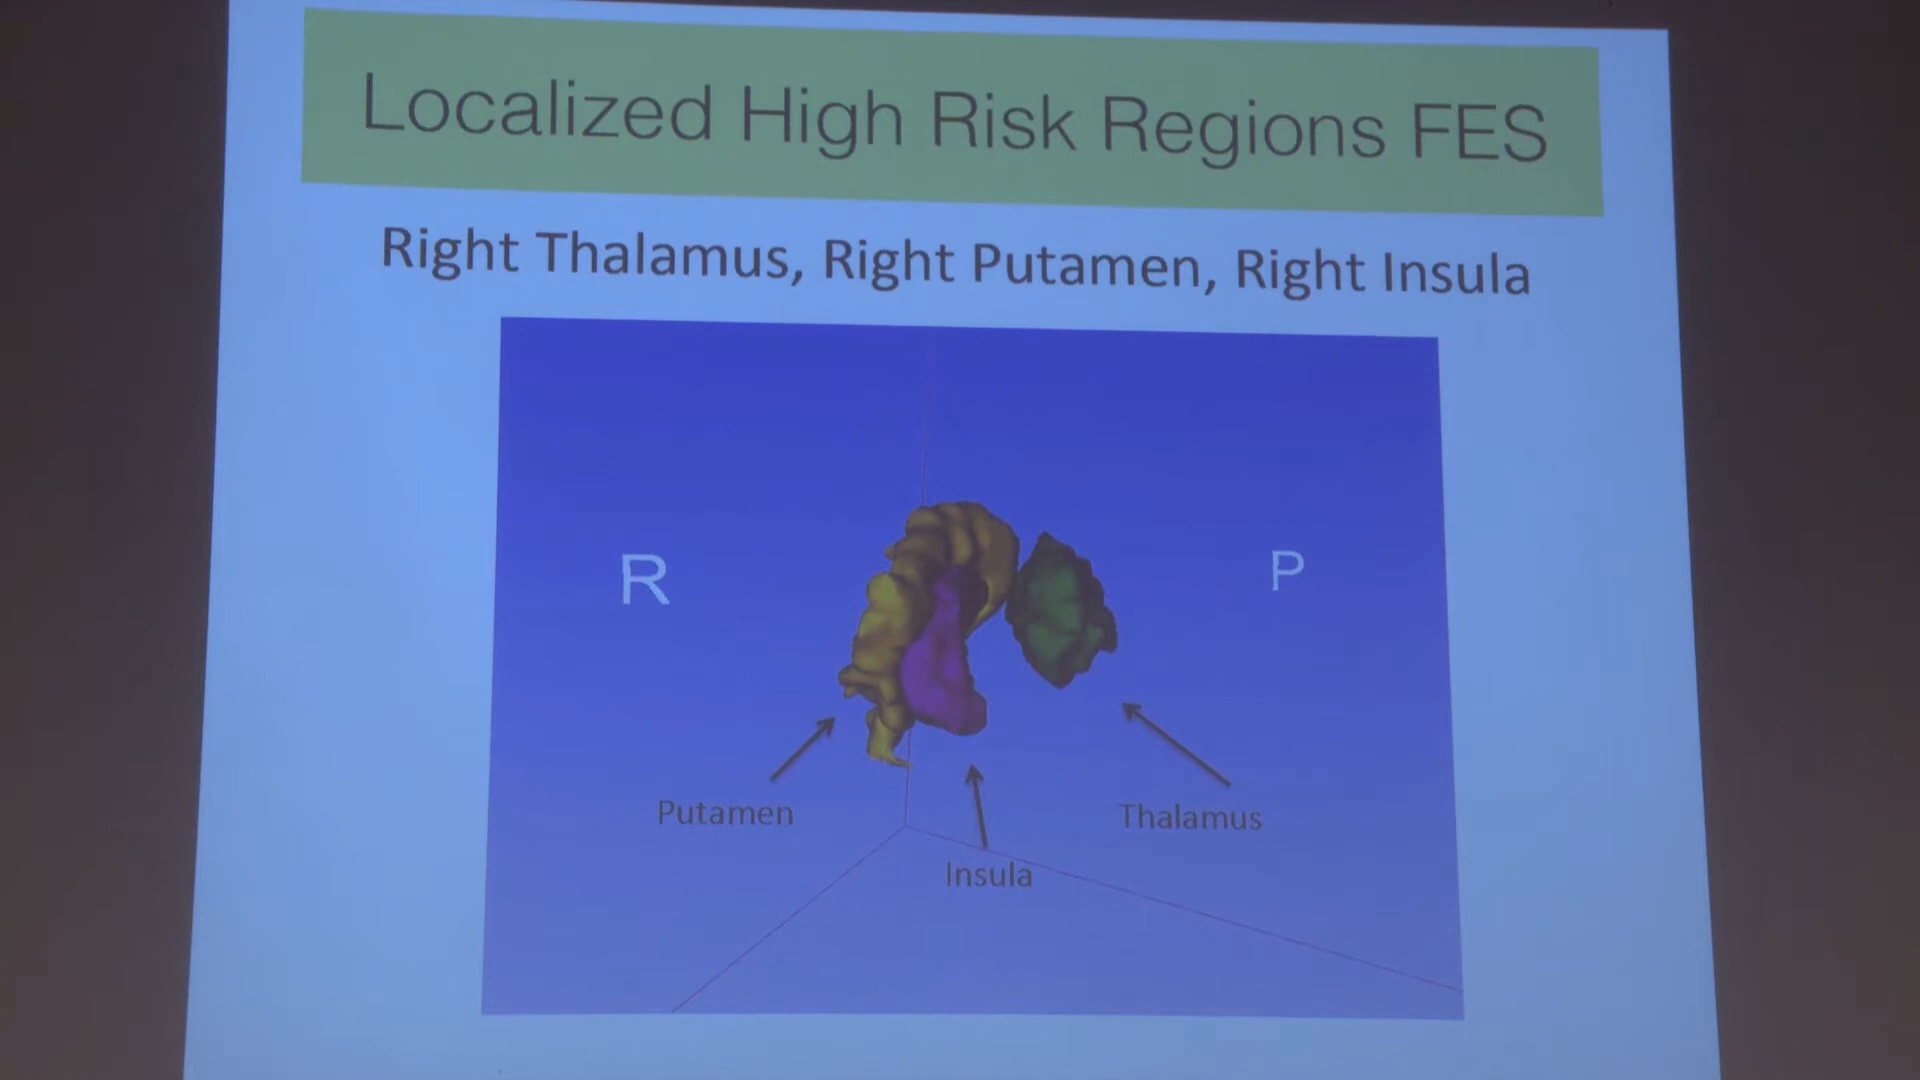 Localized High Risk Regions FES
Right Thalamus, Right Putamen, Right Insula
R
P
Putamen
Thalamus
Insula